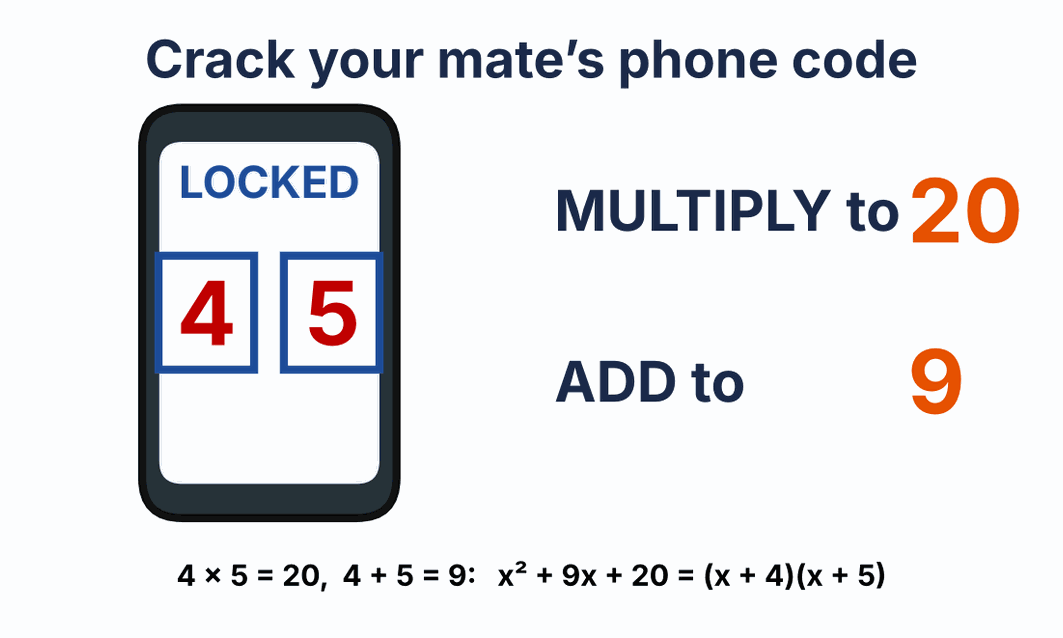 Crack your mate’s phone code
LOCKED
4 5
MULTIPLY to 20
ADD to 9
4 × 5 = 20, 4 + 5 = 9: x² + 9x + 20 = (x + 4)(x + 5)